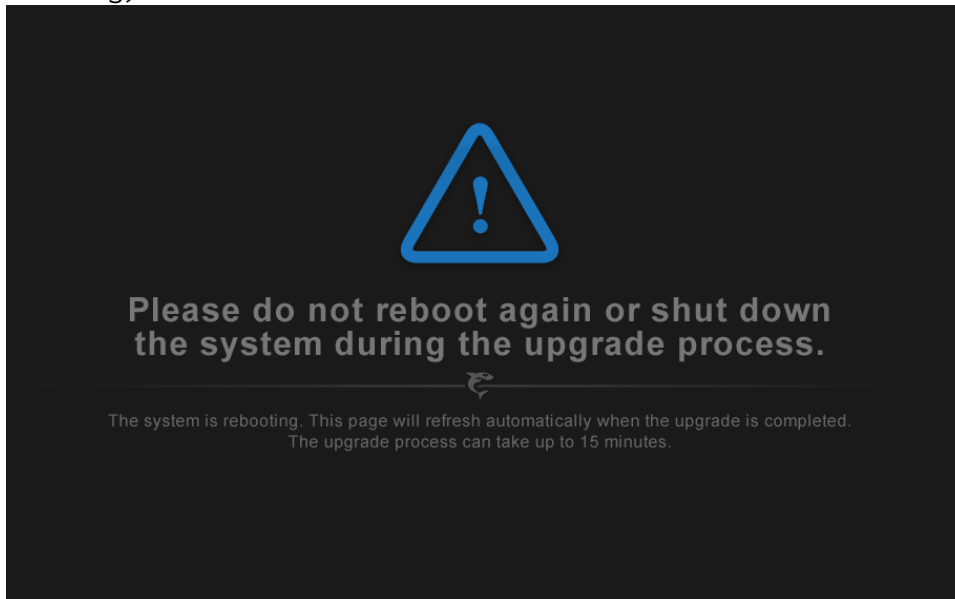 Please do not reboot again or shut down
the system during the upgrade process.
The system is rebooting. This page will refresh automatically when the upgrade is completed.
The upgrade process can take up to 15 minutes.